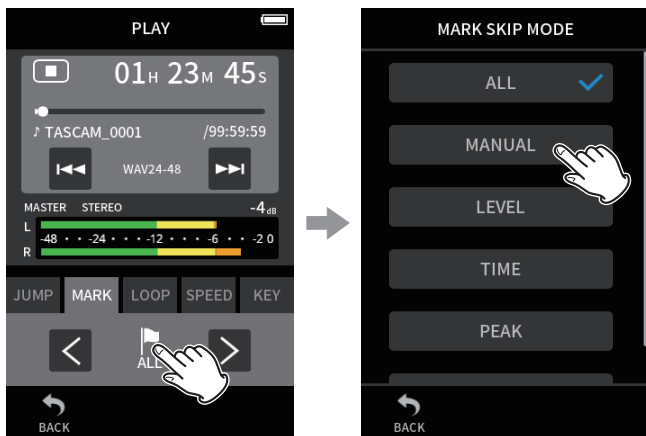 PLAY
01H 23M 45S
TASCAM_0001 /99:59:59
WAV24-48
MASTER STEREO -4dB
L
-48 -24 -12 -6 -2 0
R
JUMP MARK LOOP SPEED KEY
ALL
BACK
MARK SKIP MODE
ALL
MANUAL
LEVEL
TIME
PEAK
BACK